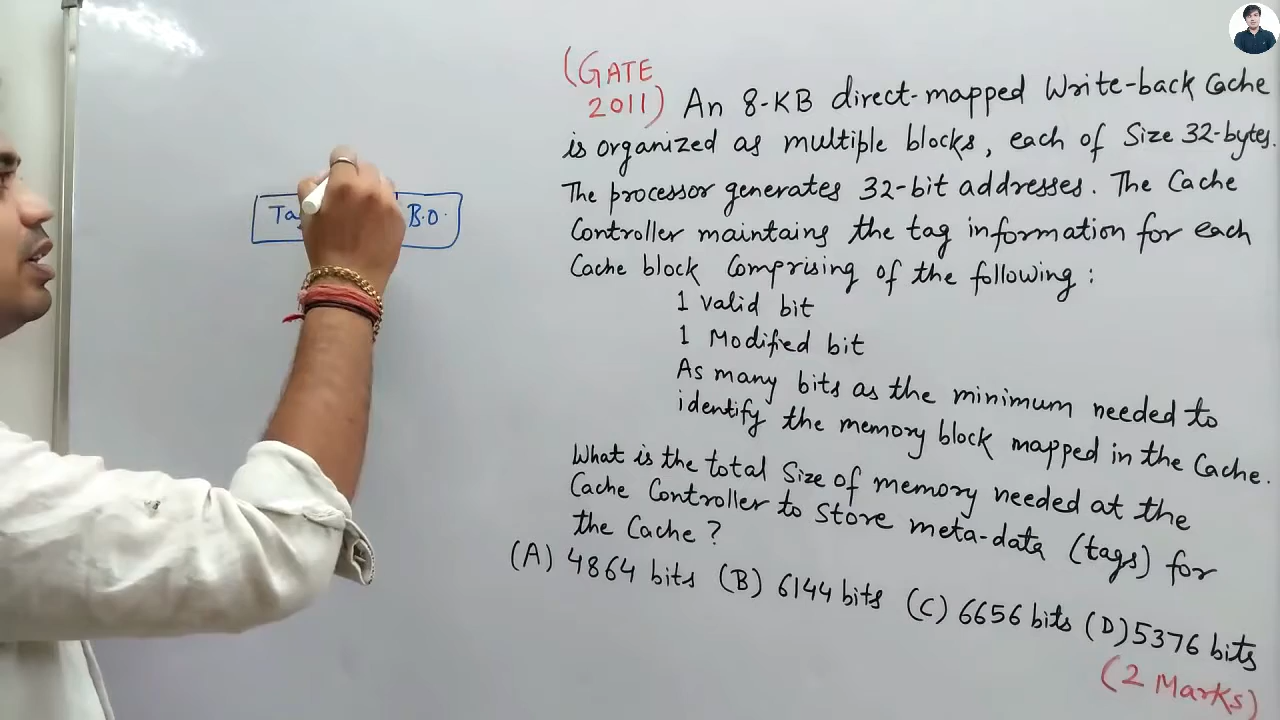 (GATE
2011) An 8-KB direct-mapped Write-back Cache
is organized as multiple blocks, each of Size 32-bytes.
The processor generates 32-bit addresses. The Cache
Controller maintains the tag information for each
Cache block Comprising of the following :
1 valid bit
1 Modified bit
As many bits as the minimum needed to
identify the memory block mapped in the Cache.
What is the total Size of memory needed at the
Cache Controller to Store meta-data (tags) for
the Cache ?
(A) 4864 bits (B) 6144 bits (C) 6656 bits (D) 5376 bits
(2 Marks)
B.O.